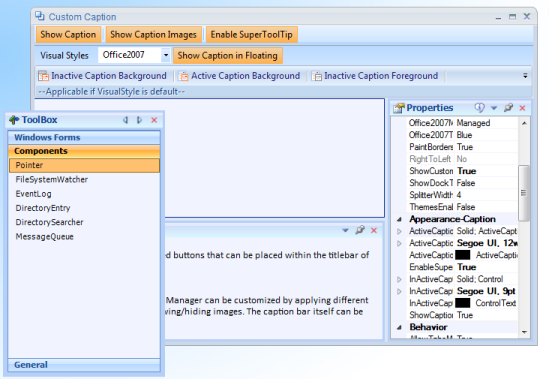 Custom Caption
Show Caption Show Caption Images Enable SuperToolTip
Visual Styles Office2007 Show Caption in Floating
Inactive Caption Background Active Caption Background Inactive Caption Foreground
--Applicable if VisualStyle is default--
ToolBox
Windows Forms
Components
Pointer
FileSystemWatcher
EventLog
DirectoryEntry
DirectorySearcher
MessageQueue
General
d buttons that can be placed within the titlebar of
Manager can be customized by applying different
ing/hiding images. The caption bar itself can be
Properties
Office2007M Managed
Office2007T Blue
PaintBorders True
RightToLeft No
ShowCustom True
ShowDockT False
SplitterWidth 4
ThemesEnal False
Appearance-Caption
ActiveCaptic Solid; ActiveCapt
ActiveCaptic Segoe UI, 12w
ActiveCaptic ActiveCapti
EnableSupe True
InActiveCap Solid; Control
InActiveCap Segoe UI, 9pt
InActiveCap ControlText
ShowCaption True
Behavior